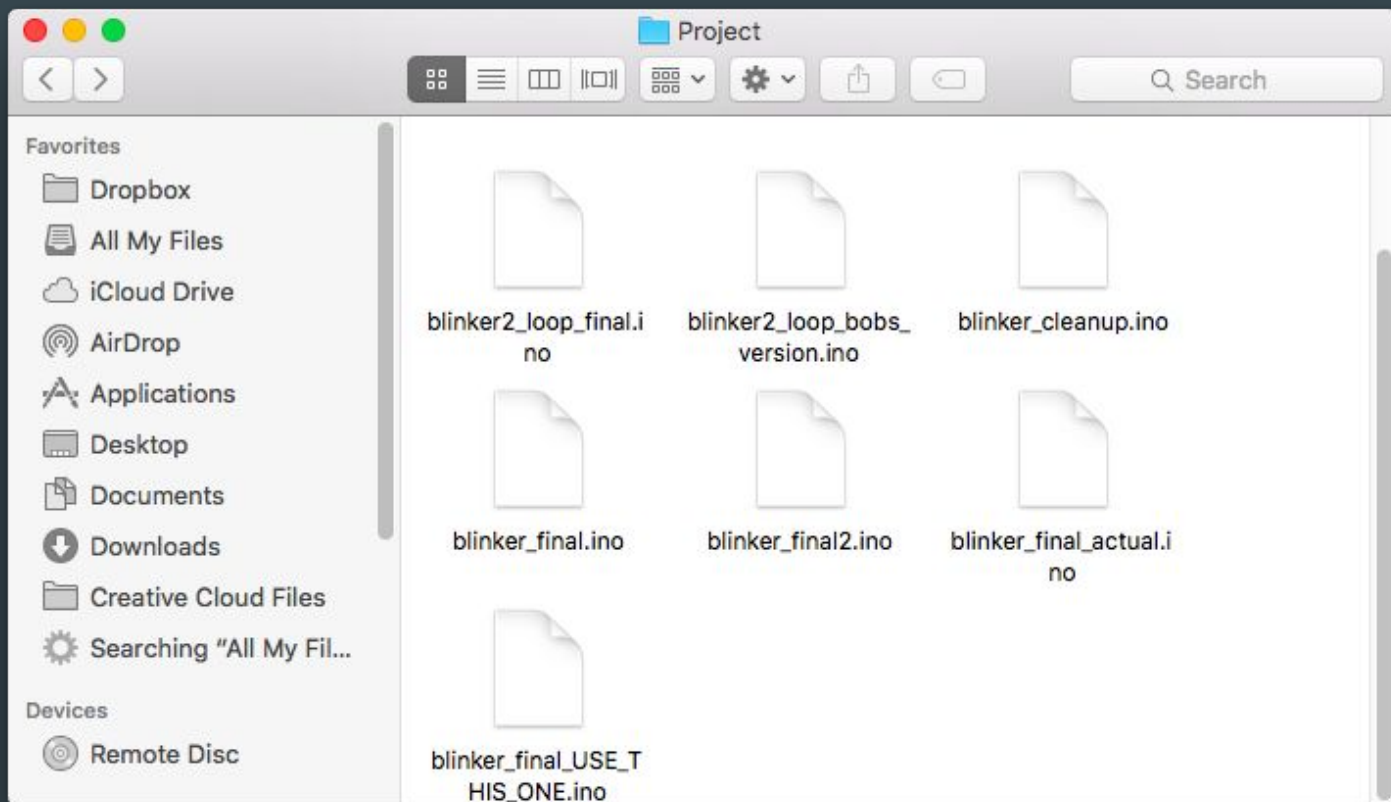 Project
Search
Favorites
Dropbox
All My Files
iCloud Drive
AirDrop
Applications
Desktop
Documents
Downloads
Creative Cloud Files
Searching “All My Fil...
Devices
Remote Disc
blinker2_loop_final.i
no
blinker2_loop_bobs_
version.ino
blinker_cleanup.ino
blinker_final.ino
blinker_final2.ino
blinker_final_actual.i
no
blinker_final_USE_T
HIS_ONE.ino